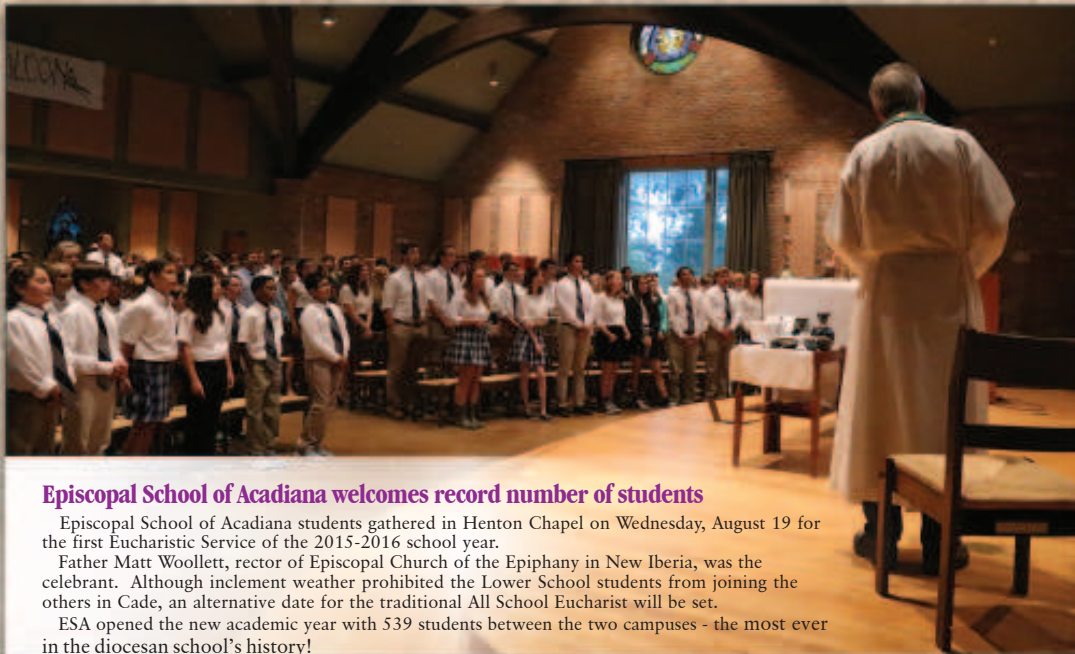 Episcopal School of Acadiana welcomes record number of students
Episcopal School of Acadiana students gathered in Henton Chapel on Wednesday, August 19 for
the first Eucharistic Service of the 2015-2016 school year.
Father Matt Woollett, rector of Episcopal Church of the Epiphany in New Iberia, was the
celebrant.  Although inclement weather prohibited the Lower School students from joining the
others in Cade, an alternative date for the traditional All School Eucharist will be set.
ESA opened the new academic year with 539 students between the two campuses - the most ever
in the diocesan school's history!